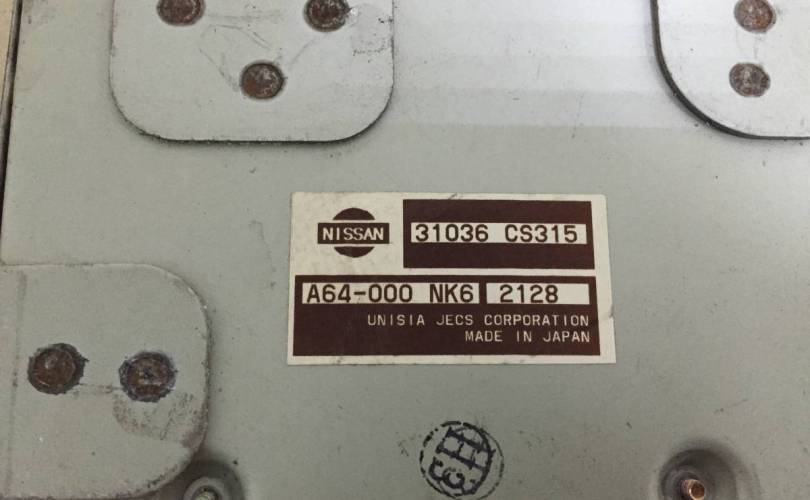 NISSAN
31036 CS315
A64-000 NK6 2128
UNISIA JECS CORPORATION
MADE IN JAPAN